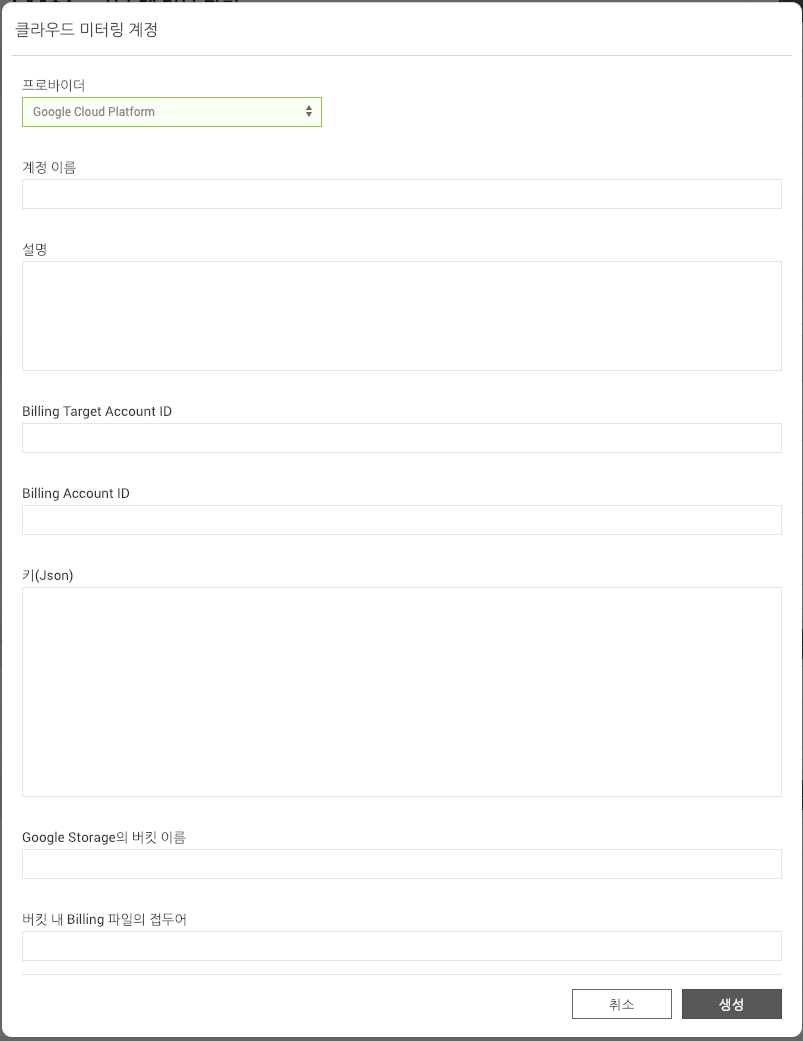 클라우드 미터링 계정
프로바이더
Google Cloud Platform
계정 이름
설명
Billing Target Account ID
Billing Account ID
키(Json)
Google Storage의 버킷 이름
버킷 내 Billing 파일의 접두어
취소
생성